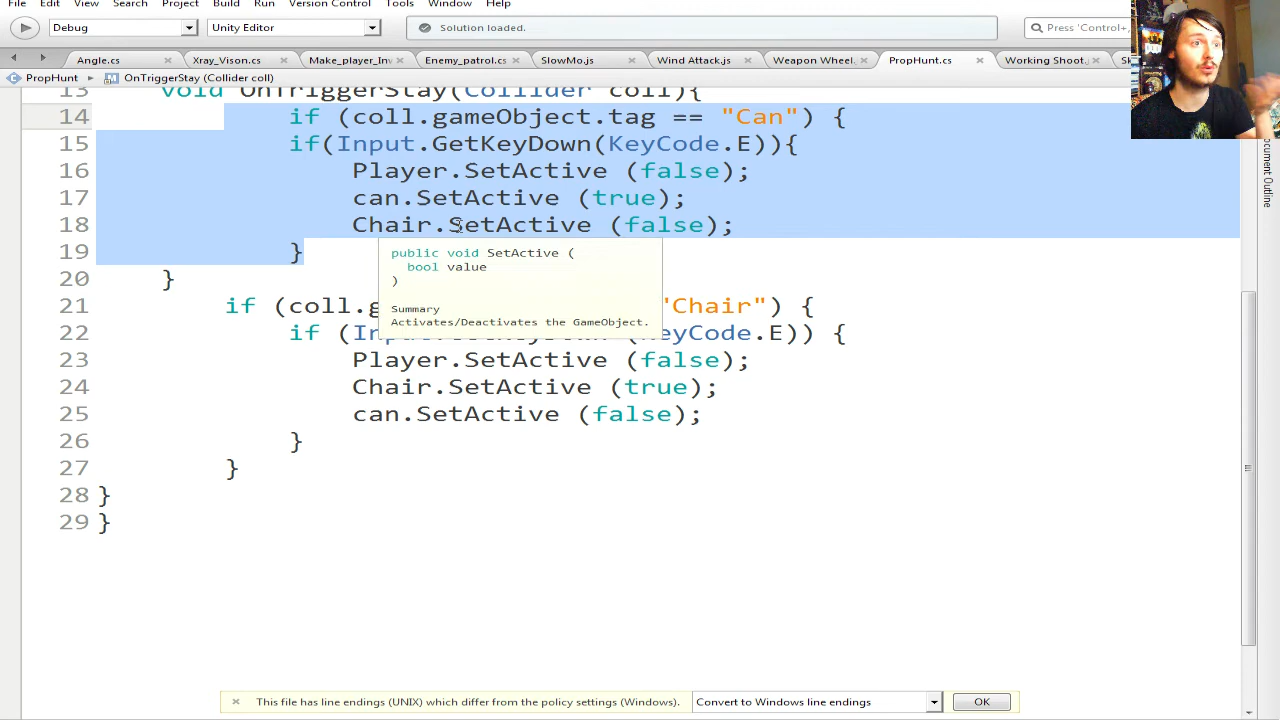 File Edit View Search Project Build Run Version Control Tools Window Help
Debug Unity Editor Solution loaded. Press 'Control+,
Angle.cs Xray_Vison.cs Make_player_Inv Enemy_patrol.cs SlowMo.js Wind Attack.js Weapon Wheel. PropHunt.cs Working Shoot.
PropHunt OnTriggerStay (Collider coll)
13 void OnTriggerStay(Collider coll){
14 if (coll.gameObject.tag == "Can") {
15 if(Input.GetKeyDown(KeyCode.E)){
16 Player.SetActive (false);
17 can.SetActive (true);
18 Chair.SetActive (false);
19 }
public void SetActive (
bool value
)
Summary
Activates/Deactivates the GameObject.
20 }
21 if (coll. "Chair") {
22 if ( (KeyCode.E)) {
23 Player.SetActive (false);
24 Chair.SetActive (true);
25 can.SetActive (false);
26 }
27 }
28 }
29 }
Document Outline
This file has line endings (UNIX) which differ from the policy settings (Windows). Convert to Windows line endings OK